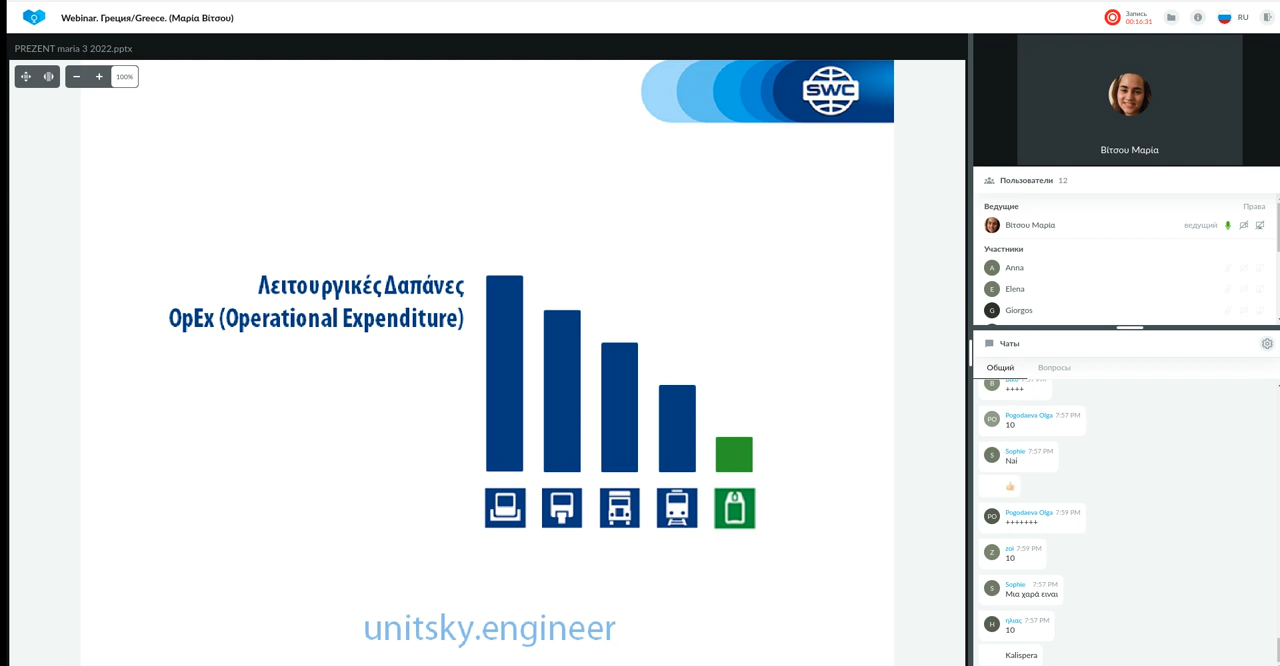 Webinar. Греция/Greece. (Μαρία Βίτσου)
Запись
00:16:31
RU
PREZENT maria 3 2022.pptx
100%
SWC
Λειτουργικές Δαπάνες
OpEx (Operational Expenditure)
unitsky.engineer
Βίτσου Μαρία
Пользователи 12
Ведущие Права
Βίτσου Μαρία ведущий
Участники
A Anna
E Elena
G Giorgos
Чаты
Общий Вопросы
++++
PO Pogodaeva Olga 7:57 PM
10
S Sophie 7:57 PM
Nai
PO Pogodaeva Olga 7:59 PM
+++++++
Z zoi 7:59 PM
10
S Sophie 7:57 PM
Μια χαρά ειναι
Η ηλιας 7:57 PM
10
Kalispera